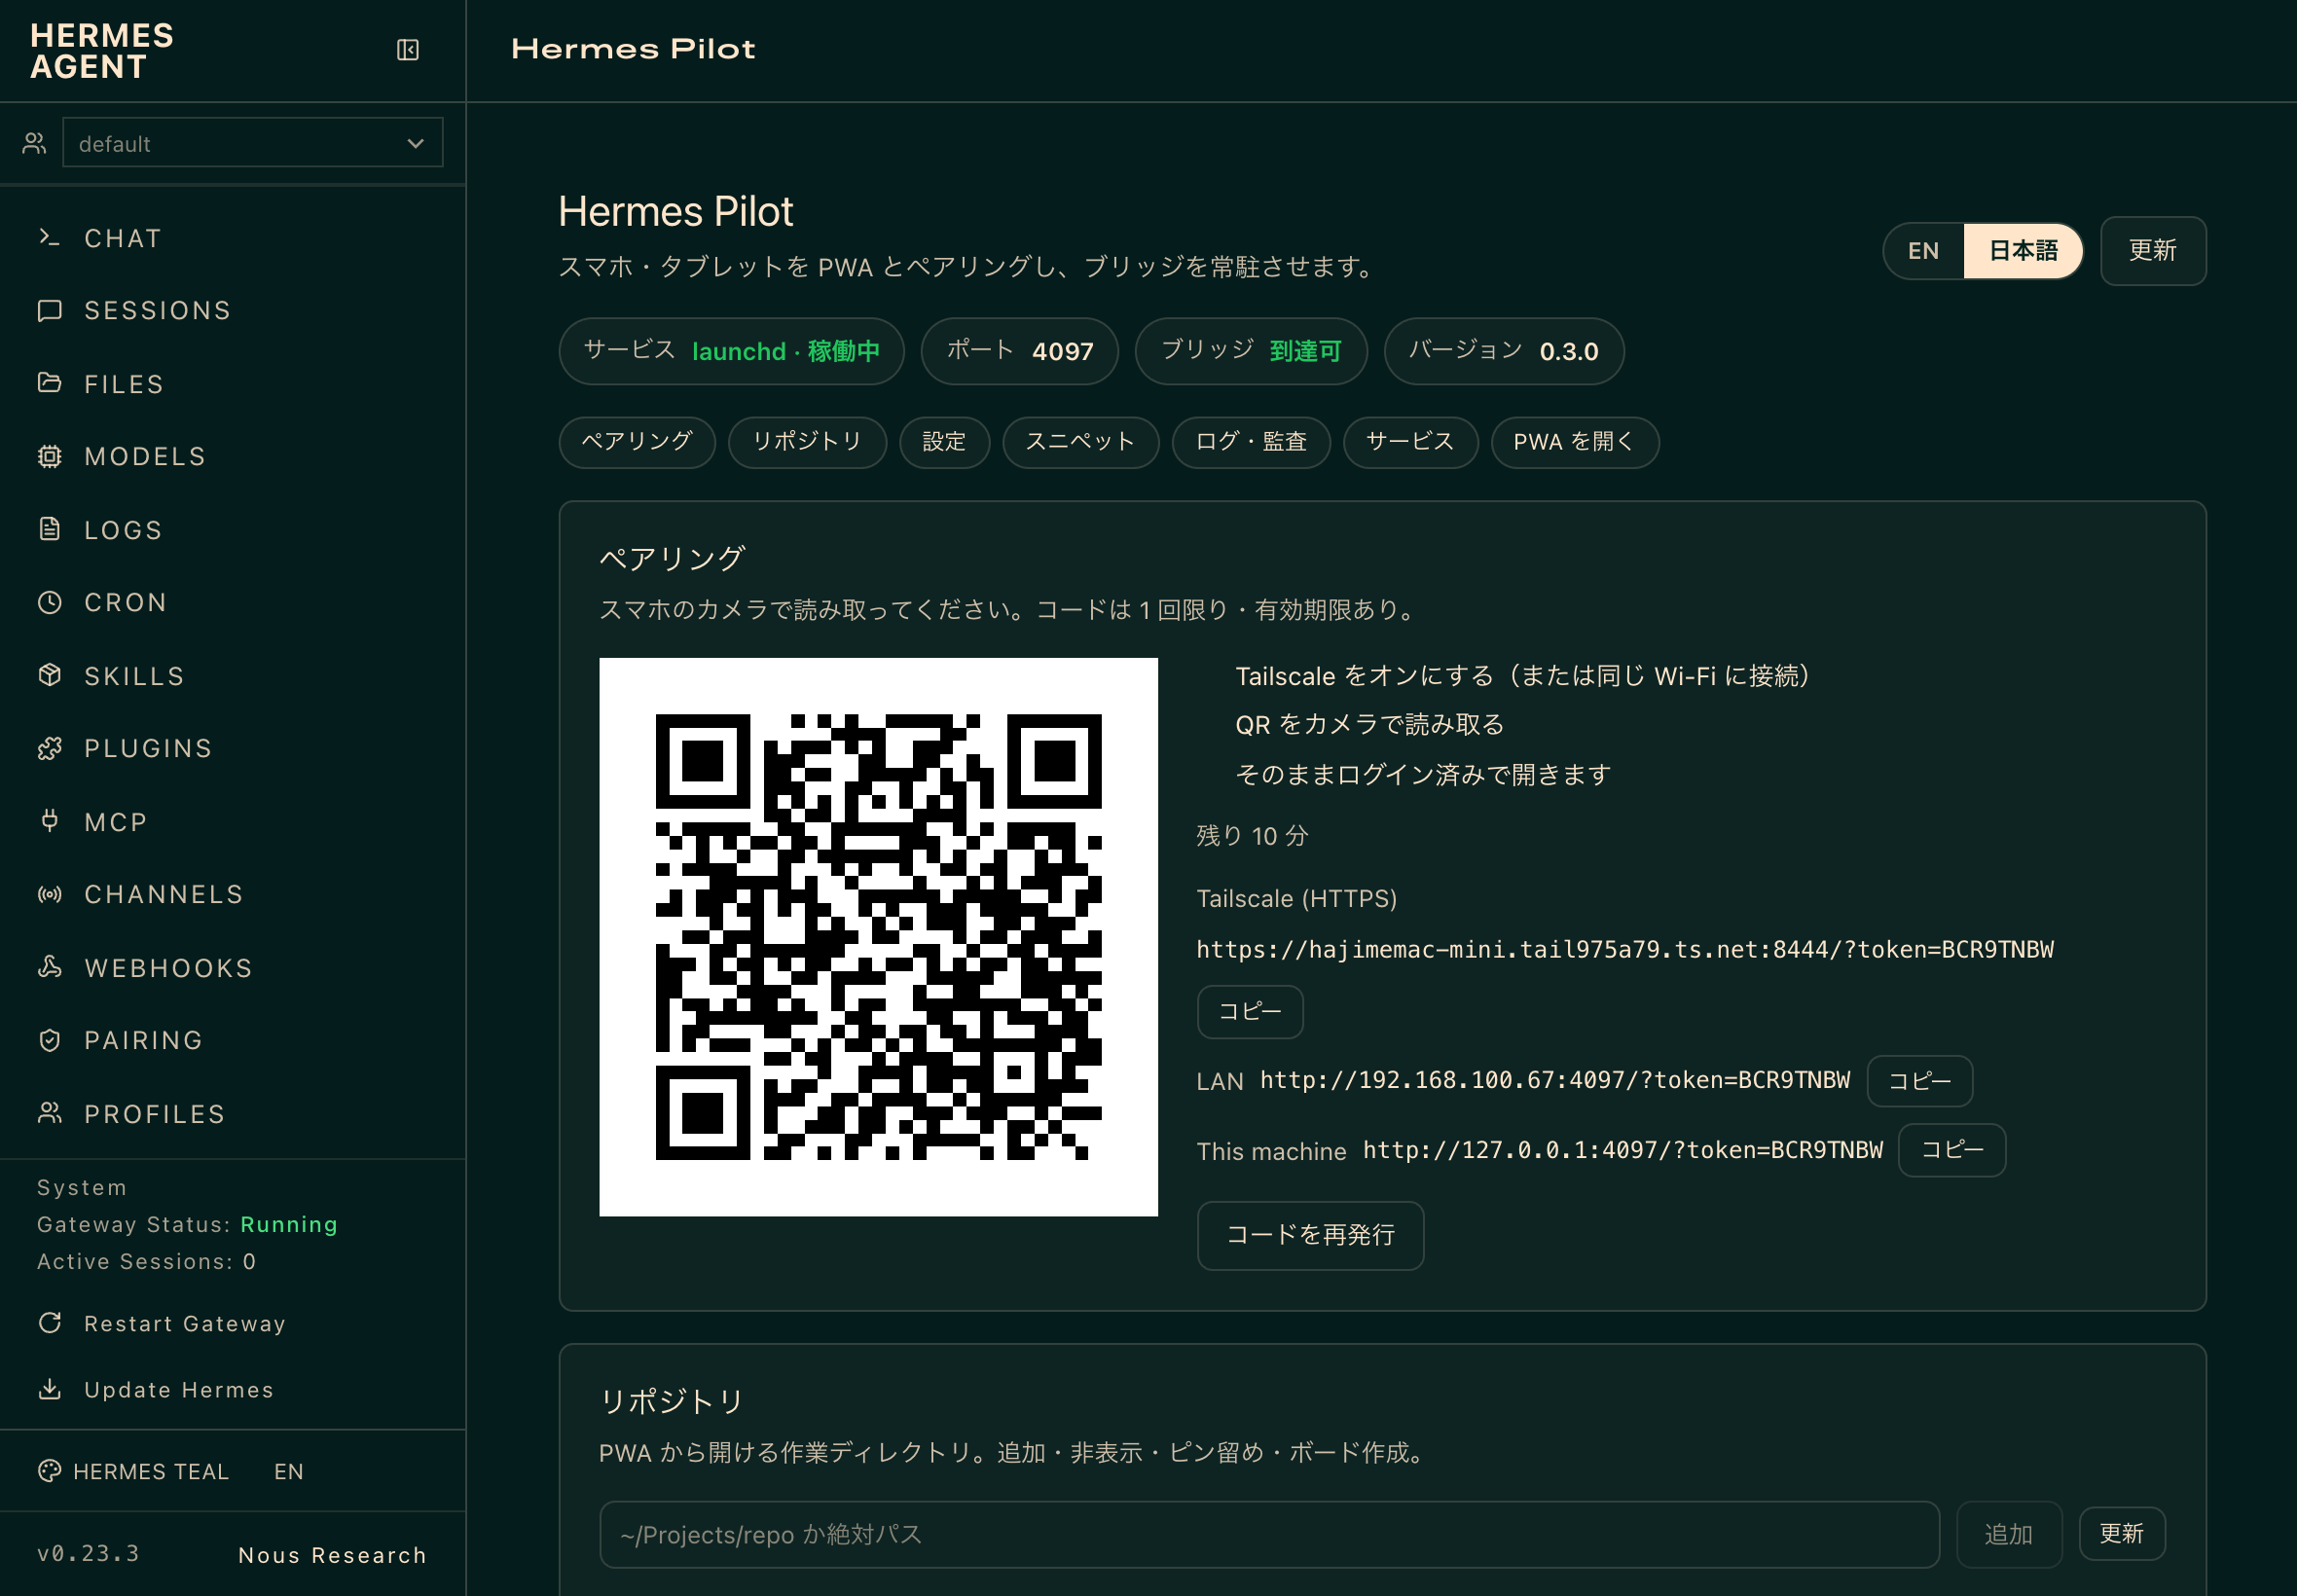 HERMES
AGENT
default
CHAT
SESSIONS
FILES
MODELS
LOGS
CRON
SKILLS
PLUGINS
MCP
CHANNELS
WEBHOOKS
PAIRING
PROFILES
System
Gateway Status: Running
Active Sessions: 0
Restart Gateway
Update Hermes
HERMES TEAL EN
v0.23.3 Nous Research
Hermes Pilot
Hermes Pilot
スマホ・タブレットを PWA とペアリングし、ブリッジを常駐させます。
EN 日本語 更新
サービス launchd · 稼働中 ポート 4097 ブリッジ 到達可 バージョン 0.3.0
ペアリング リポジトリ 設定 スニペット ログ・監査 サービス PWA を開く
ペアリング
スマホのカメラで読み取ってください。コードは 1 回限り・有効期限あり。
Tailscale をオンにする（または同じ Wi-Fi に接続）
QR をカメラで読み取る
そのままログイン済みで開きます
残り 10 分
Tailscale (HTTPS)
https://hajimemac-mini.tail975a79.ts.net:8444/?token=BCR9TNBW
コピー
LAN http://192.168.100.67:4097/?token=BCR9TNBW コピー
This machine http://127.0.0.1:4097/?token=BCR9TNBW コピー
コードを再発行
リポジトリ
PWA から開ける作業ディレクトリ。追加・非表示・ピン留め・ボード作成。
~/Projects/repo か絶対パス 追加 更新